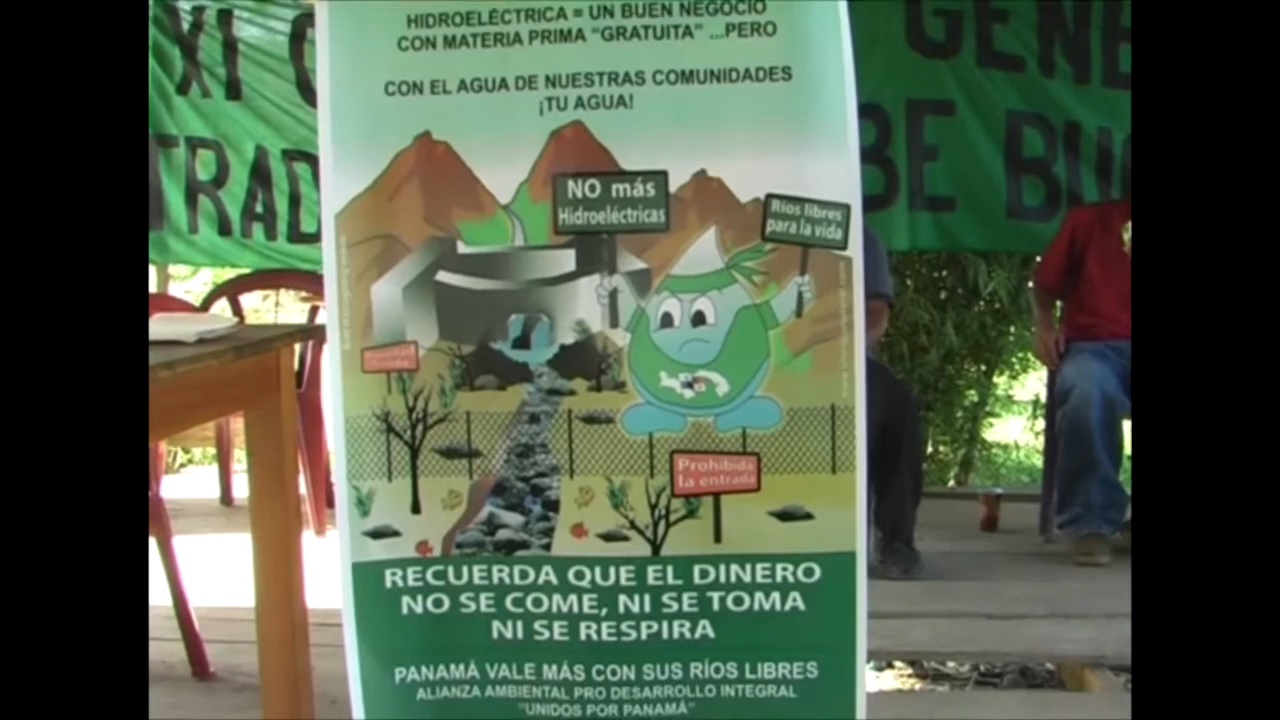 XI
GENE
TRAD
BE BU
HIDROELÉCTRICA = UN BUEN NEGOCIO
CON MATERIA PRIMA “GRATUITA” ...PERO
CON EL AGUA DE NUESTRAS COMUNIDADES
¡TU AGUA!
NO más
Hidroeléctricas
Ríos libres
para la vida
Prohibida
la entrada
RECUERDA QUE EL DINERO
NO SE COME, NI SE TOMA
NI SE RESPIRA
PANAMÁ VALE MÁS CON SUS RÍOS LIBRES
ALIANZA AMBIENTAL PRO DESARROLLO INTEGRAL
“UNIDOS POR PANAMÁ”